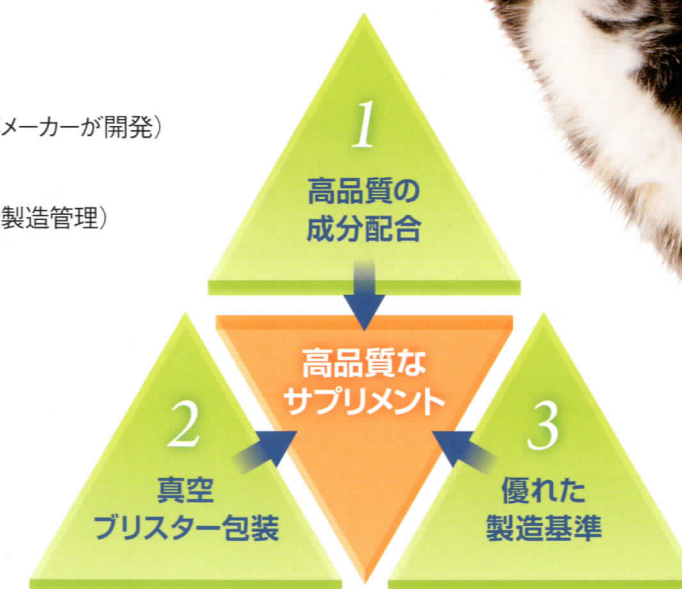 メーカーが開発）
製造管理）
1
高品質の
成分配合
高品質な
サプリメント
2
真空
ブリスター包装
3
優れた
製造基準